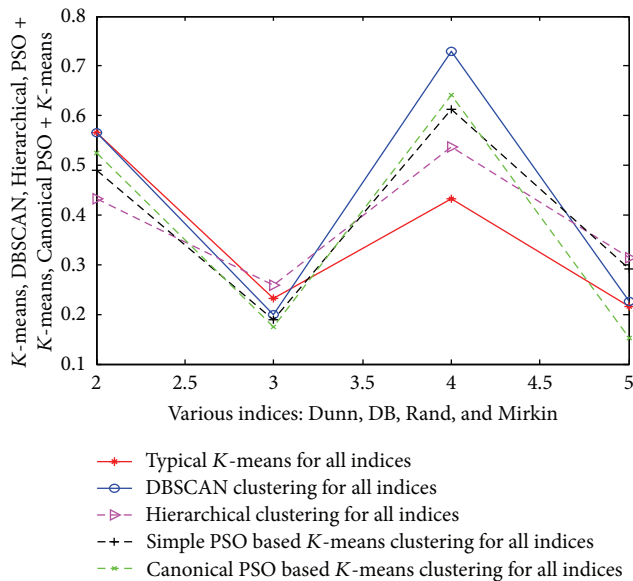 K-means, DBSCAN, Hierarchical, PSO +
K-means, Canonical PSO + K-means
0.8
0.7
0.6
0.5
0.4
0.3
0.2
0.1
2
2.5
3
3.5
4
4.5
5
Various indices: Dunn, DB, Rand, and Mirkin
Typical K-means for all indices
DBSCAN clustering for all indices
Hierarchical clustering for all indices
Simple PSO based K-means clustering for all indices
Canonical PSO based K-means clustering for all indices